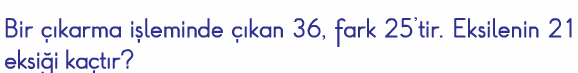 Bir çıkarma işleminde çıkan 36, fark 25'tir. Eksilenin 21
eksiği kaçtır?